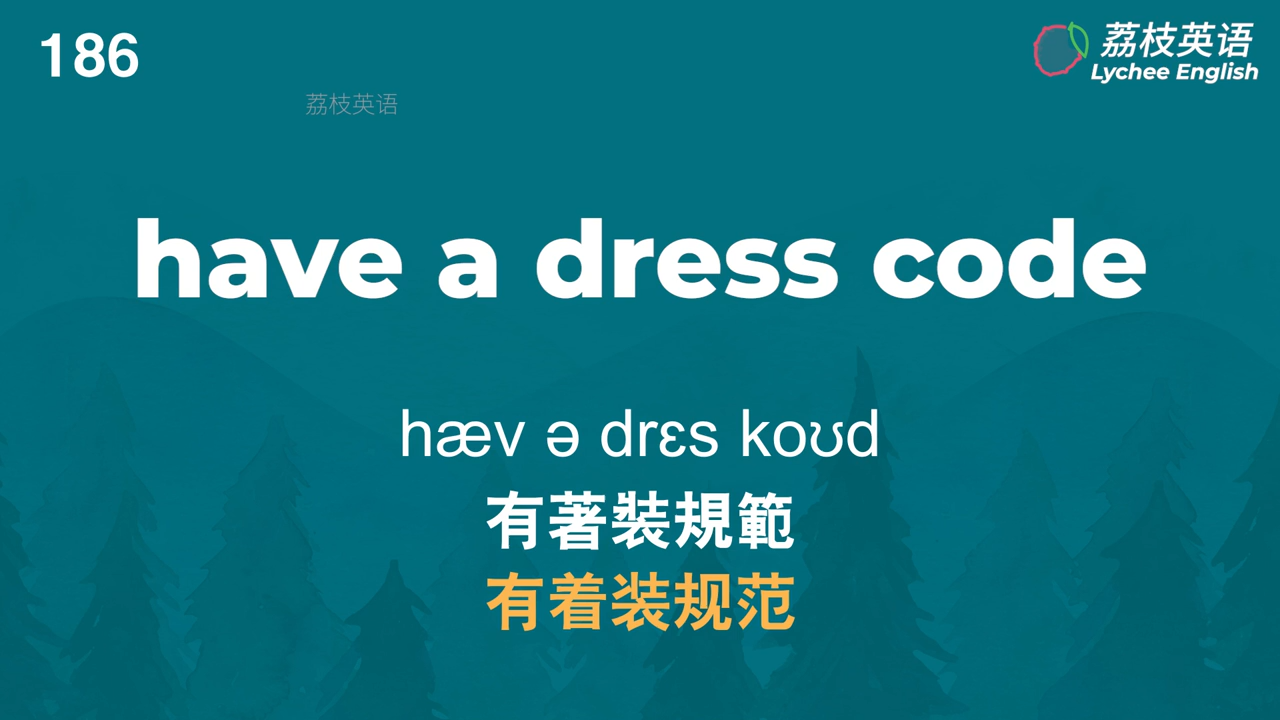 186
荔枝英语
Lychee English
荔枝英语
have a dress code
hæv ə drɛs koʊd
有著裝規範
有着装规范